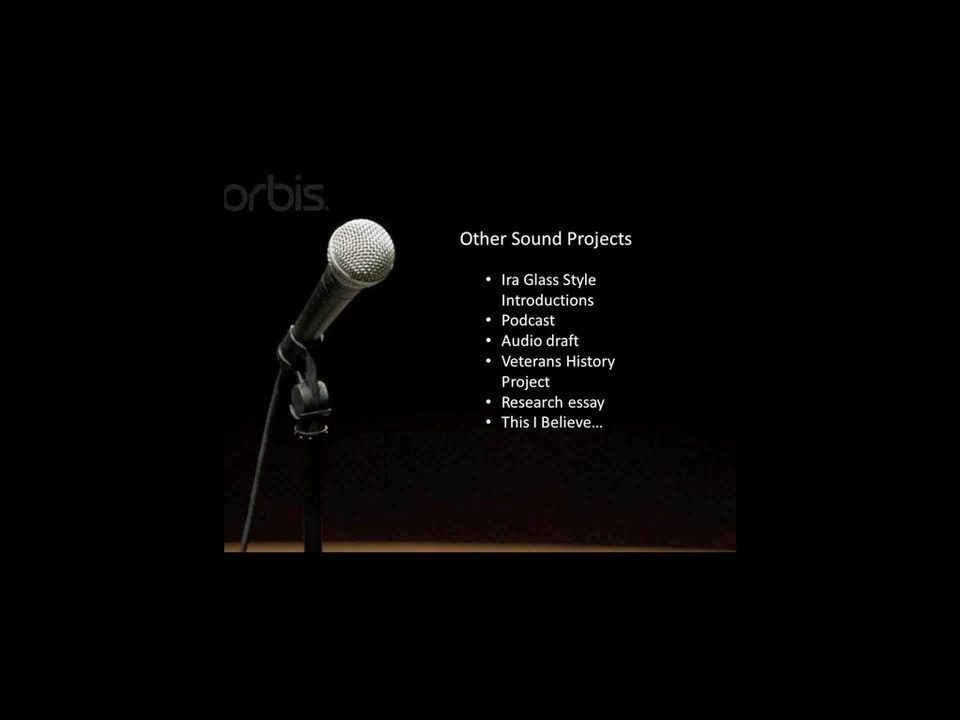 orbis.
Other Sound Projects
• Ira Glass Style
Introductions
• Podcast
• Audio draft
• Veterans History
Project
• Research essay
• This I Believe…